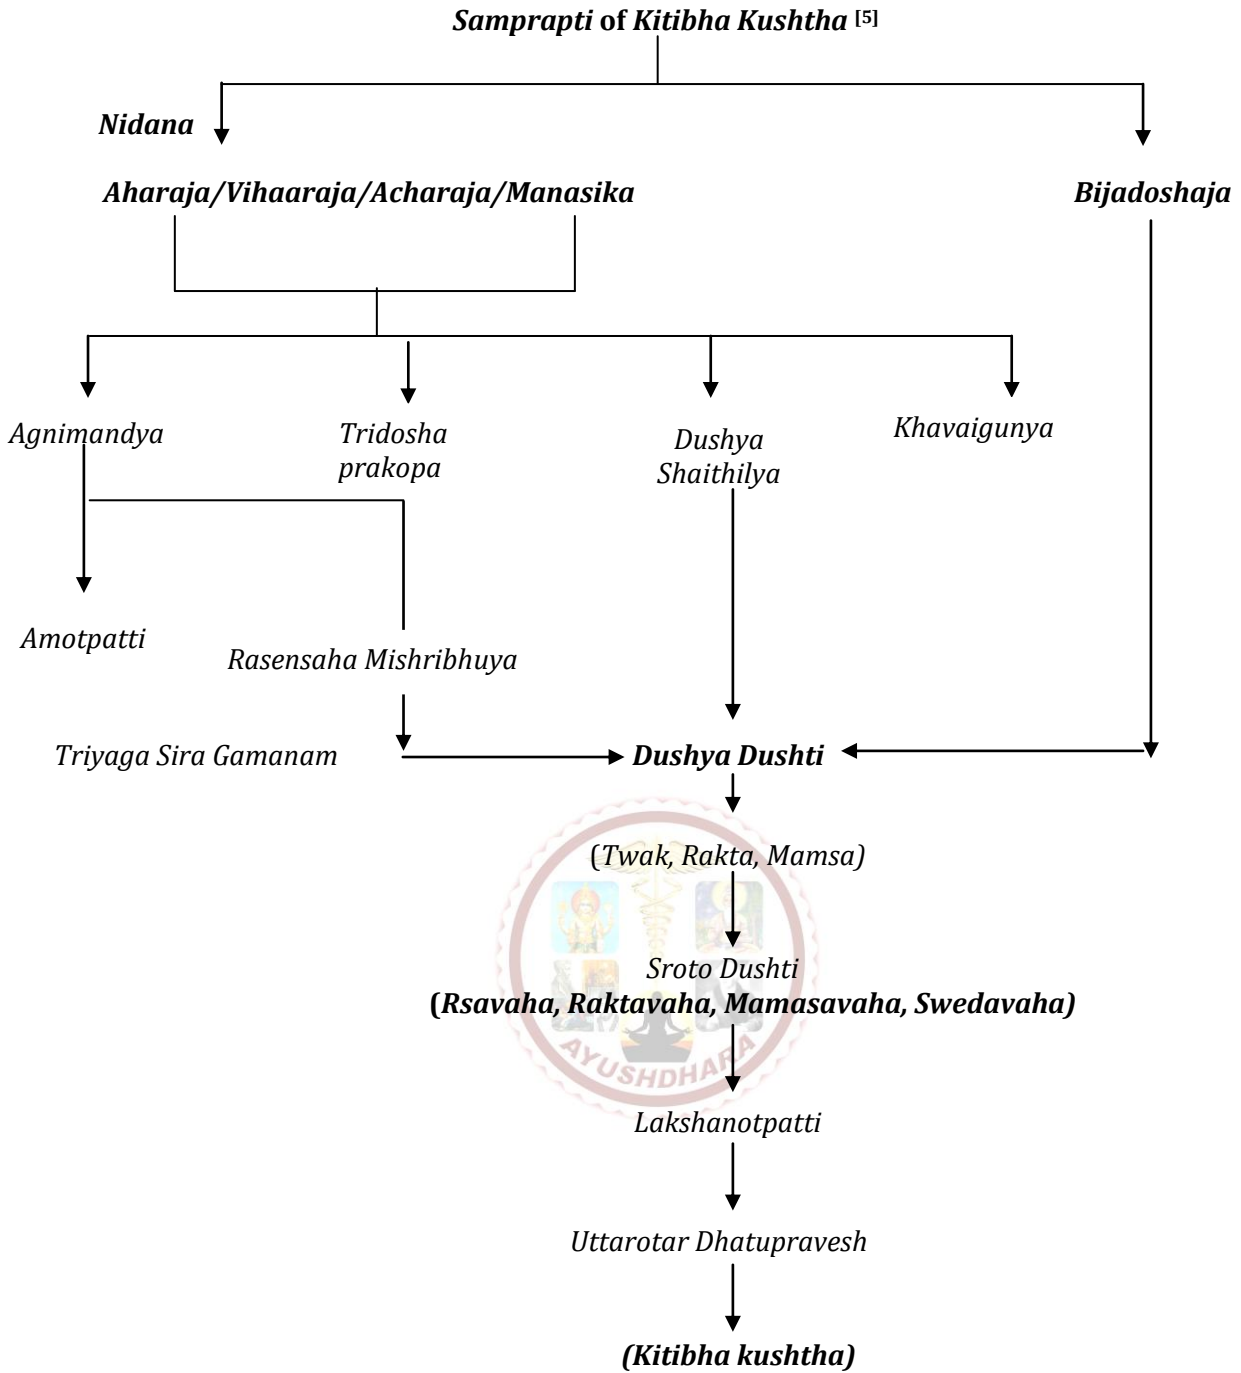 Samprapti of Kitibha Kushtha [5]
Nidana
Aharaja/Vihaaraja/Acharaja/Manasika
Bijadoshaja
Agnimandya
Tridosha
prakopa
Dushya
Shaithilya
Khavaigunya
Amotpatti
Rasensaha Mishribhuya
Triyaga Sira Gamanam
Dushya Dushti
(Twak, Rakta, Mamsa)
Sroto Dushti
(Rsavaha, Raktavaha, Mamasavaha, Swedavaha)
AYUSHDHARA
Lakshanotpatti
Uttarotar Dhatupravesh
(Kitibha kushtha)